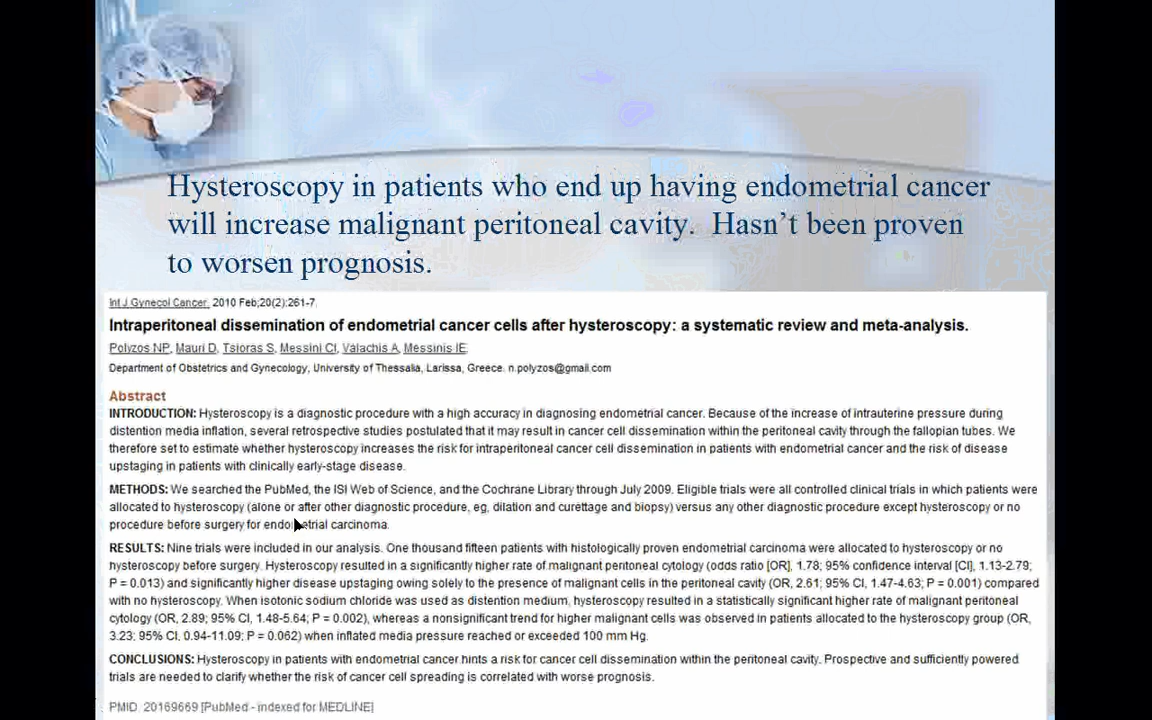 Hysteroscopy in patients who end up having endometrial cancer
will increase malignant peritoneal cavity.  Hasn't been proven
to worsen prognosis.
Int J Gynecol Cancer. 2010 Feb;20(2):261-7.
Intraperitoneal dissemination of endometrial cancer cells after hysteroscopy: a systematic review and meta-analysis.
Polyzos NP, Mauri D, Tsioras S, Messini CI, Valachis A, Messinis IE.
Department of Obstetrics and Gynecology, University of Thessalia, Larissa, Greece. n.polyzos@gmail.com
Abstract
INTRODUCTION: Hysteroscopy is a diagnostic procedure with a high accuracy in diagnosing endometrial cancer. Because of the increase of intrauterine pressure during
distention media inflation, several retrospective studies postulated that it may result in cancer cell dissemination within the peritoneal cavity through the fallopian tubes. We
therefore set to estimate whether hysteroscopy increases the risk for intraperitoneal cancer cell dissemination in patients with endometrial cancer and the risk of disease
upstaging in patients with clinically early-stage disease.
METHODS: We searched the PubMed, the ISI Web of Science, and the Cochrane Library through July 2009. Eligible trials were all controlled clinical trials in which patients were
allocated to hysteroscopy (alone or after other diagnostic procedure, eg, dilation and curettage and biopsy) versus any other diagnostic procedure except hysteroscopy or no
procedure before surgery for endometrial carcinoma.
RESULTS: Nine trials were included in our analysis. One thousand fifteen patients with histologically proven endometrial carcinoma were allocated to hysteroscopy or no
hysteroscopy before surgery. Hysteroscopy resulted in a significantly higher rate of malignant peritoneal cytology (odds ratio [OR], 1.78; 95% confidence interval [CI], 1.13-2.79;
P = 0.013) and significantly higher disease upstaging owing solely to the presence of malignant cells in the peritoneal cavity (OR, 2.61; 95% CI, 1.47-4.63; P = 0.001) compared
with no hysteroscopy. When isotonic sodium chloride was used as distention medium, hysteroscopy resulted in a statistically significant higher rate of malignant peritoneal
cytology (OR, 2.89; 95% CI, 1.48-5.64; P = 0.002), whereas a nonsignificant trend for higher malignant cells was observed in patients allocated to the hysteroscopy group (OR,
3.23; 95% CI, 0.94-11.09; P = 0.062) when inflated media pressure reached or exceeded 100 mm Hg.
CONCLUSIONS: Hysteroscopy in patients with endometrial cancer hints a risk for cancer cell dissemination within the peritoneal cavity. Prospective and sufficiently powered
trials are needed to clarify whether the risk of cancer cell spreading is correlated with worse prognosis.
PMID: 20169669 [PubMed - indexed for MEDLINE]